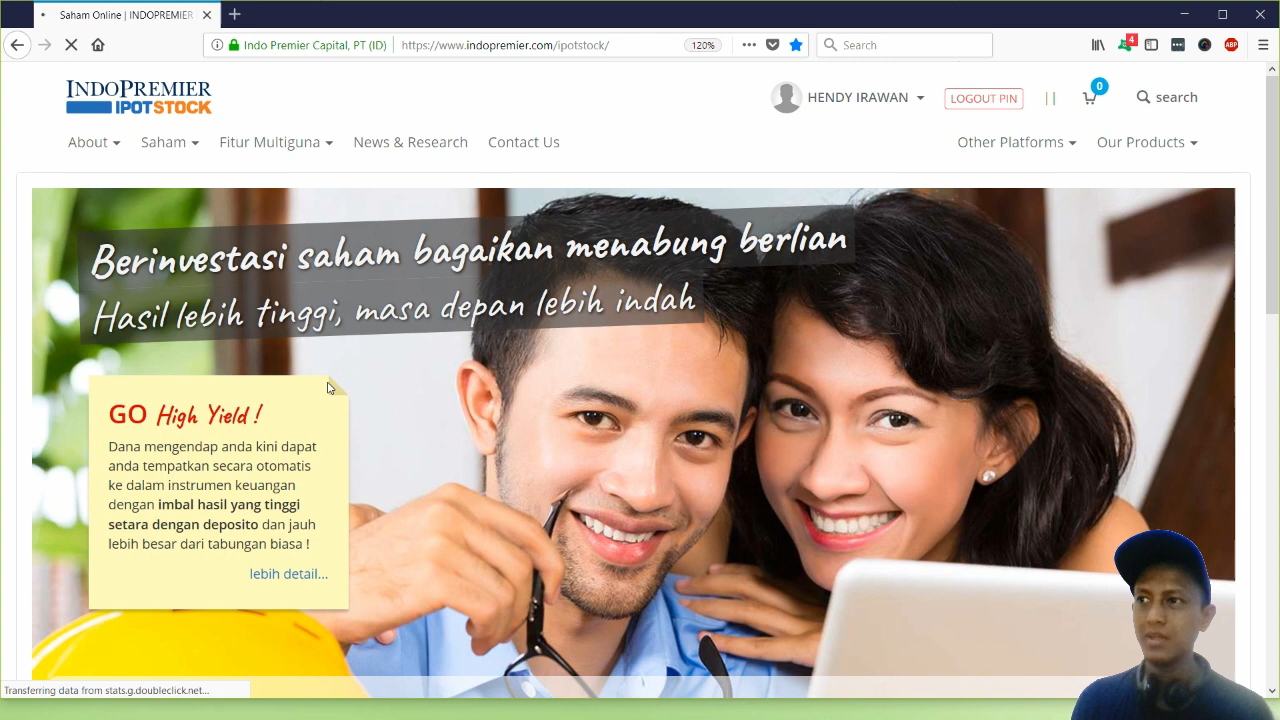 Saham Online | INDOPREMIER
Indo Premier Capital, PT (ID)
https://www.indopremier.com/ipotstock/
120%
Search
4
ABP
INDOPREMIER
IPOTSTOCK
HENDY IRAWAN
LOGOUT PIN
||
0
search
About
Saham
Fitur Multiguna
News & Research
Contact Us
Other Platforms
Our Products
Berinvestasi saham bagaikan menabung berlian
Hasil lebih tinggi, masa depan lebih indah
GO High Yield !
Dana mengendap anda kini dapat
anda tempatkan secara otomatis
ke dalam instrumen keuangan
dengan imbal hasil yang tinggi
setara dengan deposito dan jauh
lebih besar dari tabungan biasa !
lebih detail...
Transferring data from stats.g.doubleclick.net...